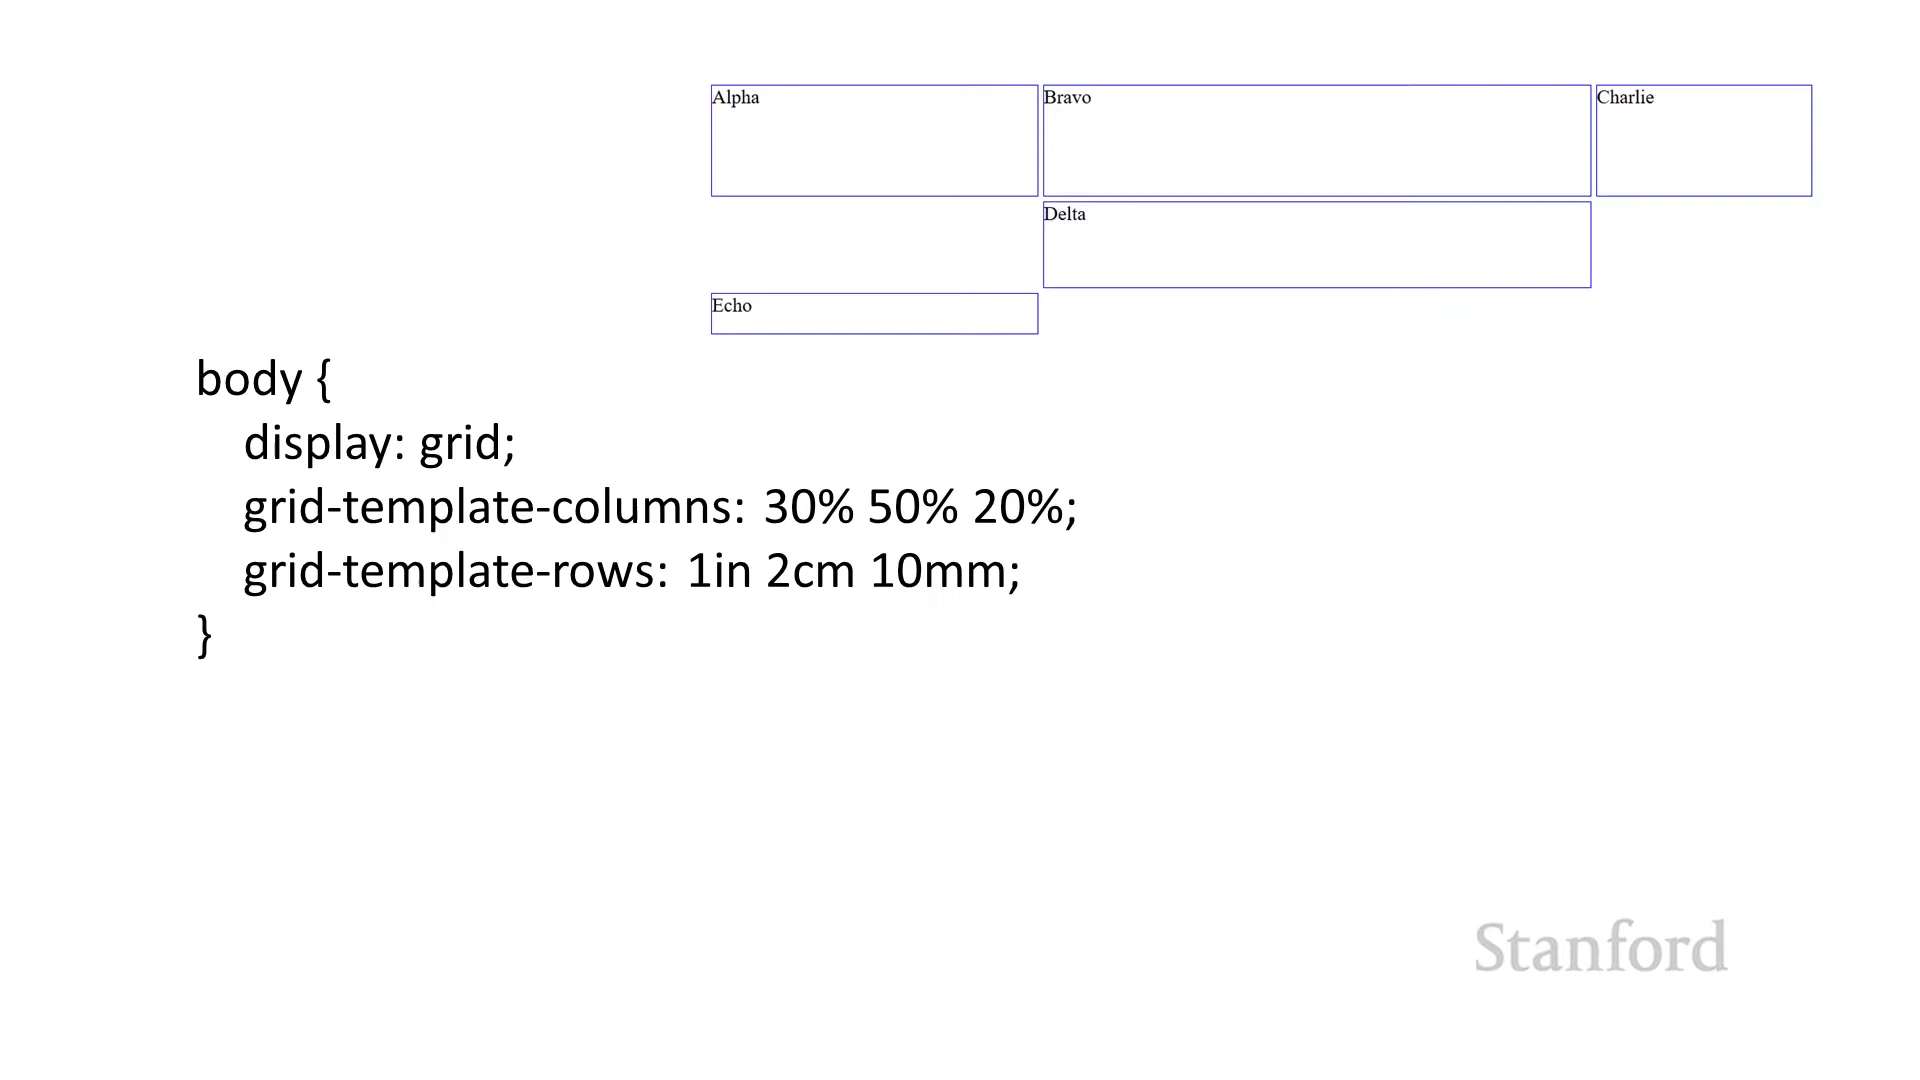 Alpha
Bravo
Charlie
Delta
Echo
body {
display: grid;
grid-template-columns: 30% 50% 20%;
grid-template-rows: 1in 2cm 10mm;
}
Stanford